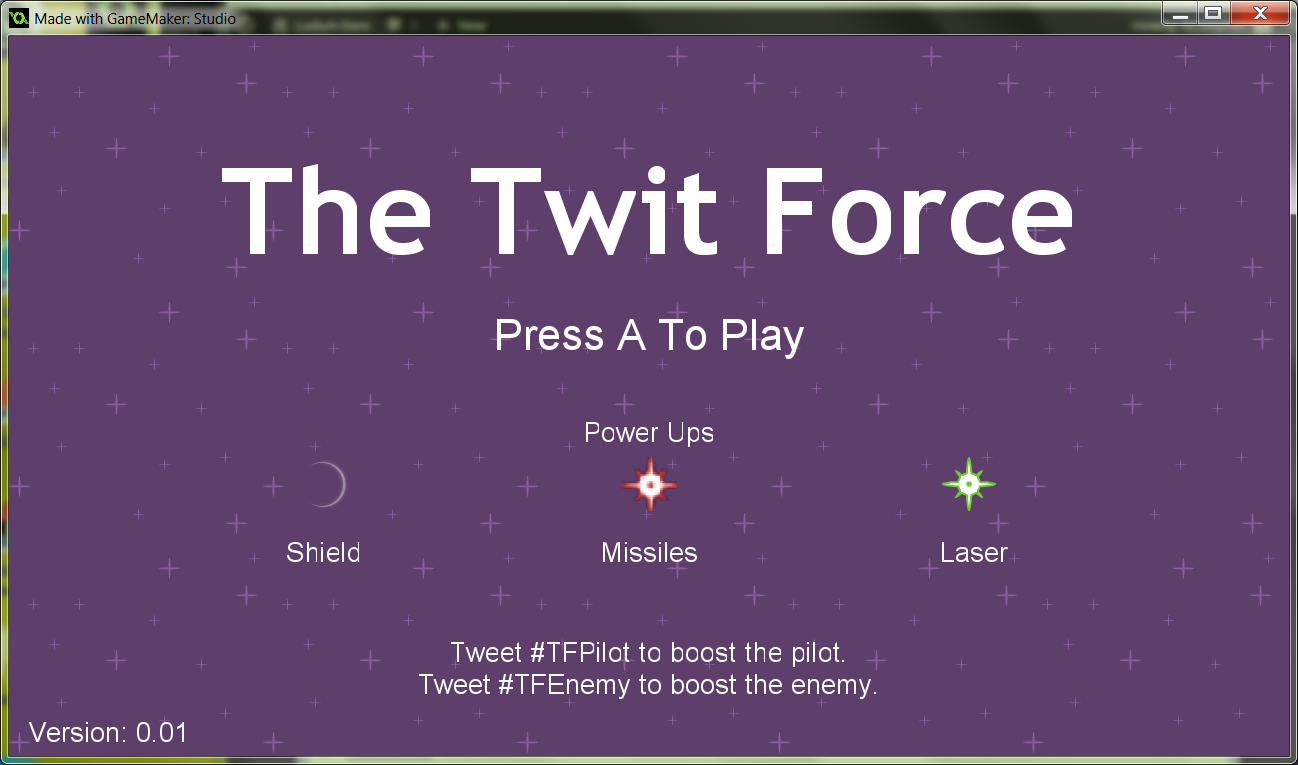 Made with GameMaker: Studio
The Twit Force
Press A To Play
Power Ups
Shield
Missiles
Laser
Tweet #TFPilot to boost the pilot.
Tweet #TFEnemy to boost the enemy.
Version: 0.01